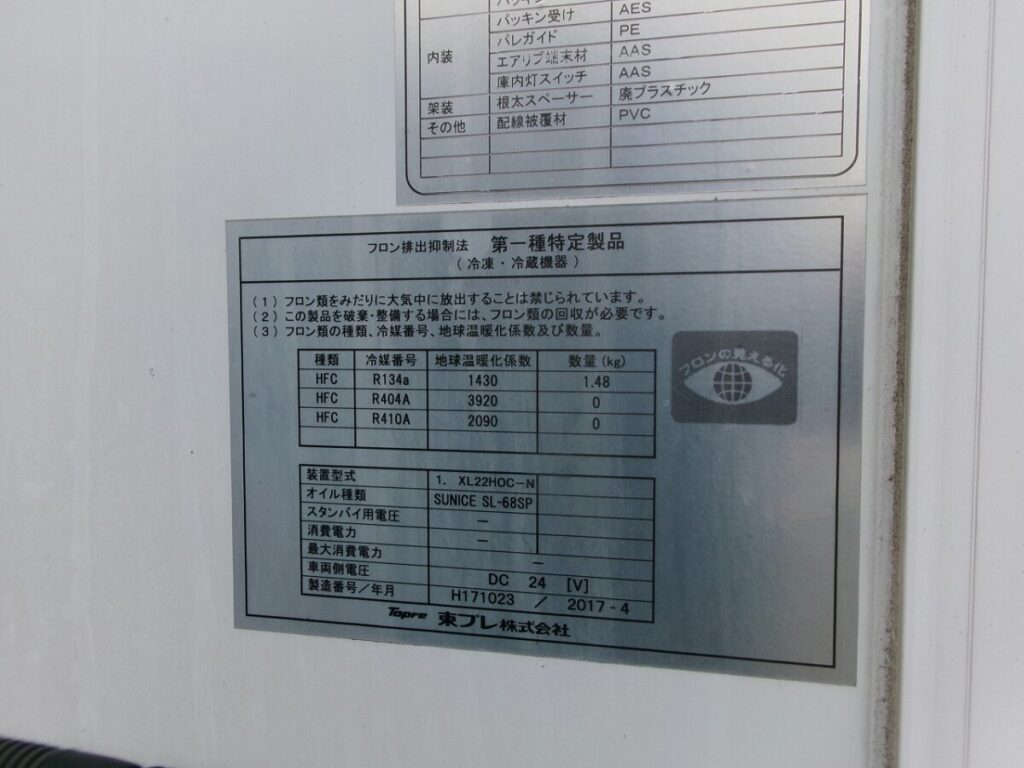 パッキン受け AES
パレガイド PE
内装 エアリブ端末材 AAS
庫内灯スイッチ AAS
架装 根太スペーサー 廃プラスチック
その他 配線被覆材 PVC
フロン排出抑制法 第一種特定製品
(冷凍・冷蔵機器)
(1) フロン類をみだりに大気中に放出することは禁じられています。
(2) この製品を破棄・整備する場合には、フロン類の回収が必要です。
(3) フロン類の種類、冷媒番号、地球温暖化係数及び数量。
種類 冷媒番号 地球温暖化係数 数量(kg)
HFC R134a 1430 1.48
HFC R404A 3920 0
HFC R410A 2090 0
フロンの見える化
装置型式 1. XL22HOC-N
オイル種類 SUNICE SL-68SP
スタンバイ用電圧 —
消費電力 —
最大消費電力 —
車両側電圧 DC 24 [V]
製造番号/年月 H171023 / 2017-4
Topre 東プレ株式会社